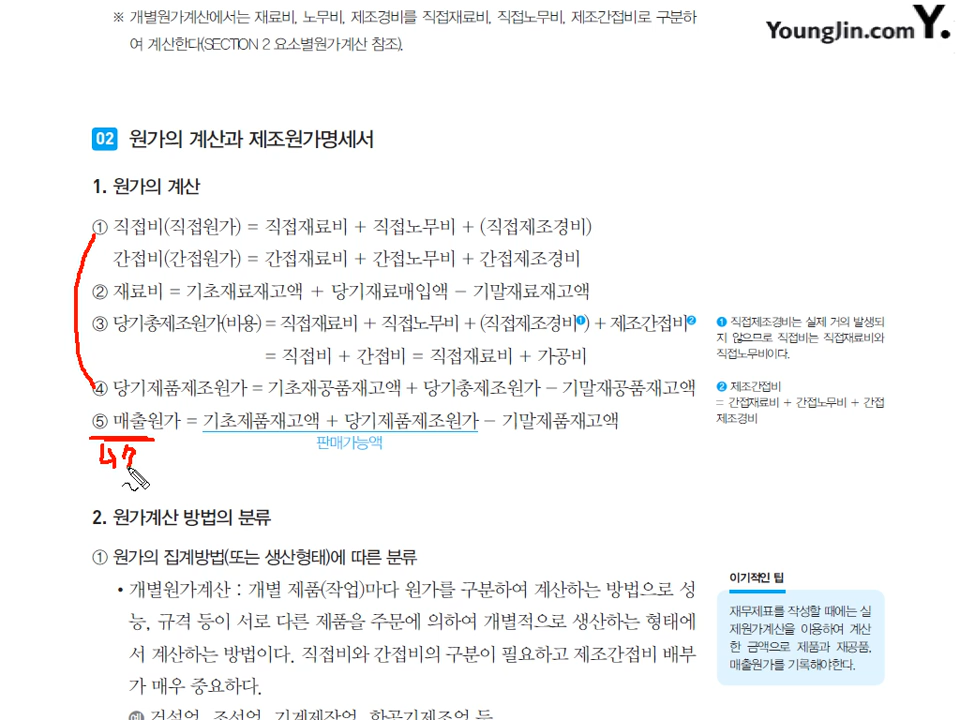 ※ 개별원가계산에서는 재료비, 노무비, 제조경비를 직접재료비, 직접노무비, 제조간접비로 구분하
여 계산한다(SECTION 2 요소별원가계산 참조).
YoungJin.com Y.
02 원가의 계산과 제조원가명세서
1. 원가의 계산
① 직접비(직접원가) = 직접재료비 + 직접노무비 + (직접제조경비)
간접비(간접원가) = 간접재료비 + 간접노무비 + 간접제조경비
② 재료비 = 기초재료재고액 + 당기재료매입액 − 기말재료재고액
③ 당기총제조원가(비용) = 직접재료비 + 직접노무비 + (직접제조경비❶) + 제조간접비❷
= 직접비 + 간접비 = 직접재료비 + 가공비
④ 당기제품제조원가 = 기초재공품재고액 + 당기총제조원가 − 기말재공품재고액
⑤ 매출원가 = 기초제품재고액 + 당기제품제조원가 − 기말제품재고액
판매가능액
❶ 직접제조경비는 실제 거의 발생되
지 않으므로 직접비는 직접재료비와
직접노무비이다.
❷ 제조간접비
= 간접재료비 + 간접노무비 + 간접
제조경비
2. 원가계산 방법의 분류
① 원가의 집계방법(또는 생산형태)에 따른 분류
• 개별원가계산 : 개별 제품(작업)마다 원가를 구분하여 계산하는 방법으로 성
능, 규격 등이 서로 다른 제품을 주문에 의하여 개별적으로 생산하는 형태에
서 계산하는 방법이다. 직접비와 간접비의 구분이 필요하고 제조간접비 배부
가 매우 중요하다.
예 건설업, 조선업, 기계제작업, 항공기제조업 등
이기적인 팁
재무제표를 작성할 때에는 실
제원가계산을 이용하여 계산
한 금액으로 제품과 재공품,
매출원가를 기록해야한다.